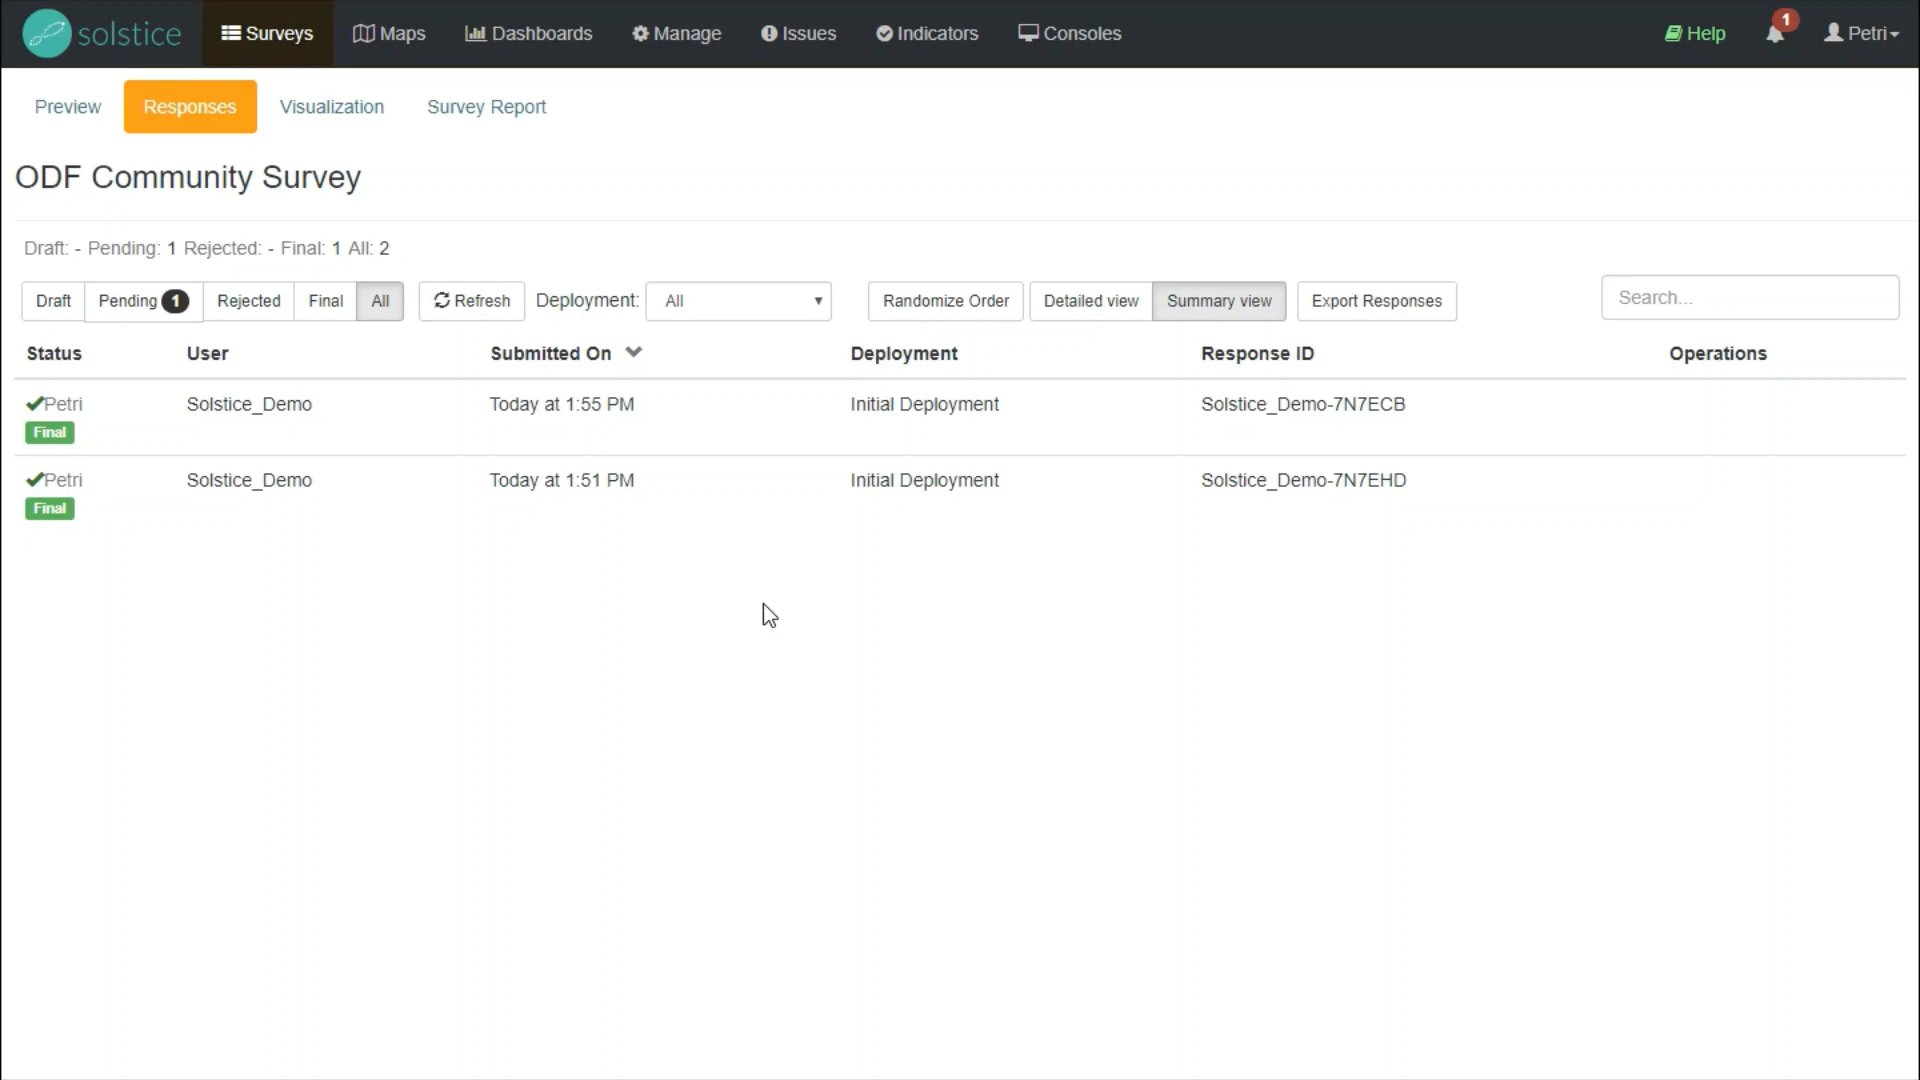 solstice Surveys Maps Dashboards Manage Issues Indicators Consoles Help 1 Petri
Preview Responses Visualization Survey Report
ODF Community Survey
Draft: - Pending: 1 Rejected: - Final: 1 All: 2
Draft Pending 1 Rejected Final All Refresh Deployment: All Randomize Order Detailed view Summary view Export Responses Search...
Status User Submitted On Deployment Response ID Operations
Petri Solstice_Demo Today at 1:55 PM Initial Deployment Solstice_Demo-7N7ECB
Final
Petri Solstice_Demo Today at 1:51 PM Initial Deployment Solstice_Demo-7N7EHD
Final